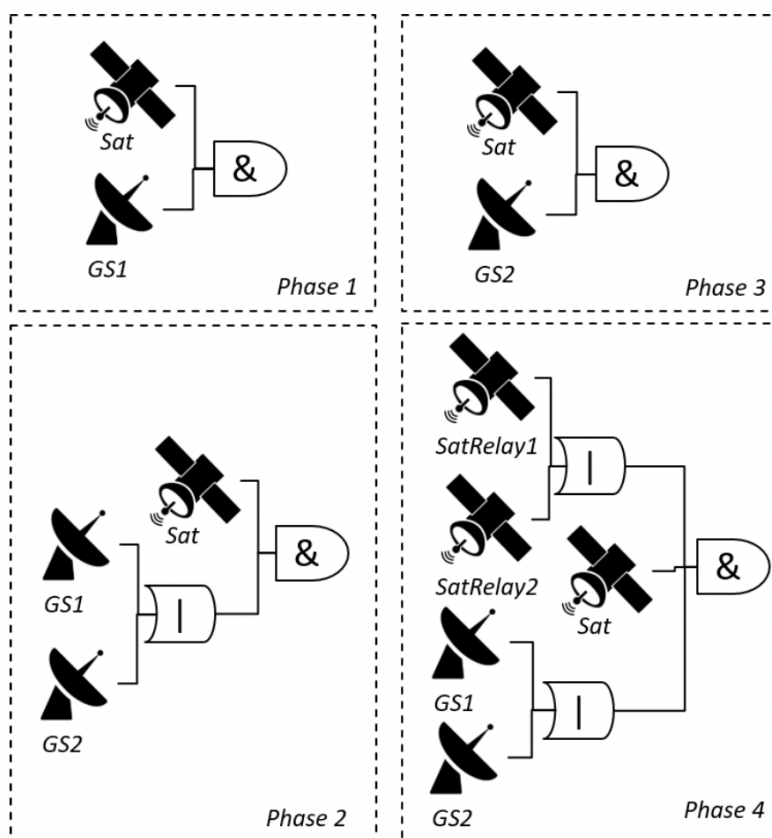 Sat
&
GS1
Phase 1
Sat
&
GS2
Phase 3
Sat
GS1
&
|
GS2
Phase 2
SatRelay1
|
SatRelay2
Sat
&
GS1
|
GS2
Phase 4